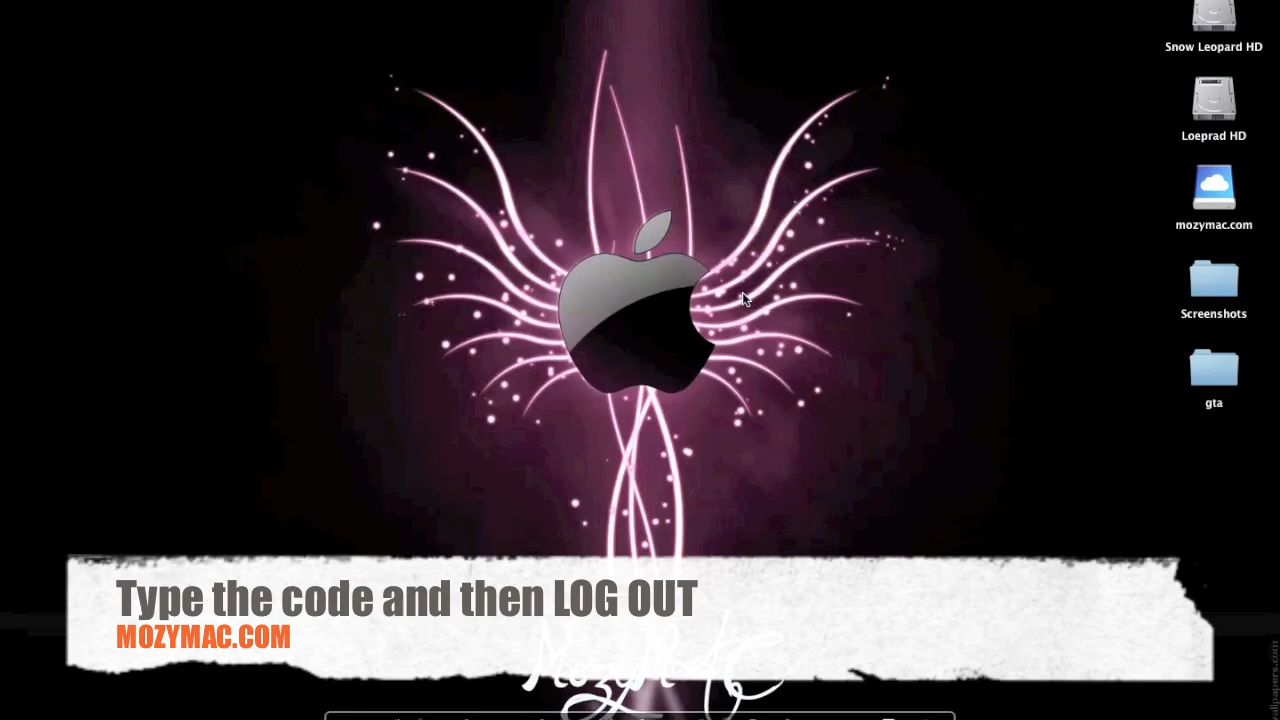 Snow Leopard HD
Loeprad HD
mozymac.com
Screenshots
gta
Type the code and then LOG OUT
MOZYMAC.COM